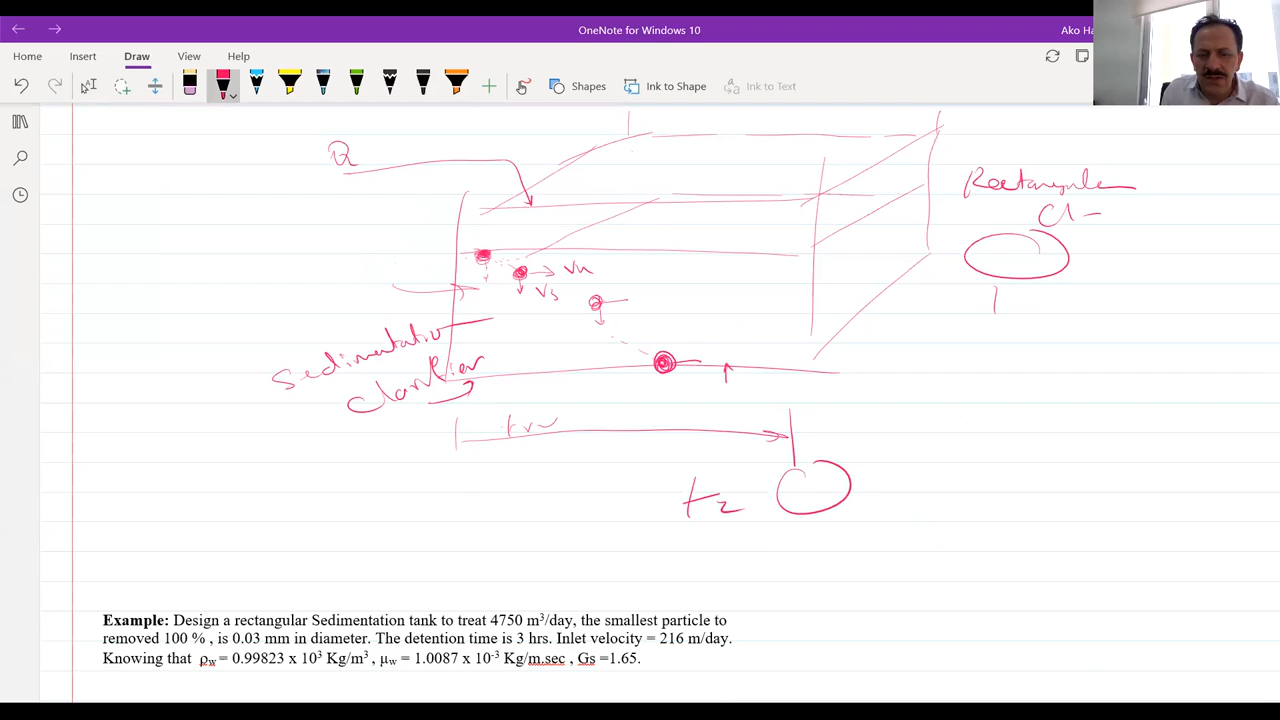 OneNote for Windows 10
Ako Ha
Home Insert Draw View Help
Shapes Ink to Shape Ink to Text
Q
Rectangular
Cl
Vh
Vs
Sedimentation
clarifier
t
Example: Design a rectangular Sedimentation tank to treat 4750 m³/day, the smallest particle to
removed 100 % , is 0.03 mm in diameter. The detention time is 3 hrs. Inlet velocity = 216 m/day.
Knowing that ρw = 0.99823 x 10³ Kg/m³ , µw = 1.0087 x 10⁻³ Kg/m.sec , Gs =1.65.